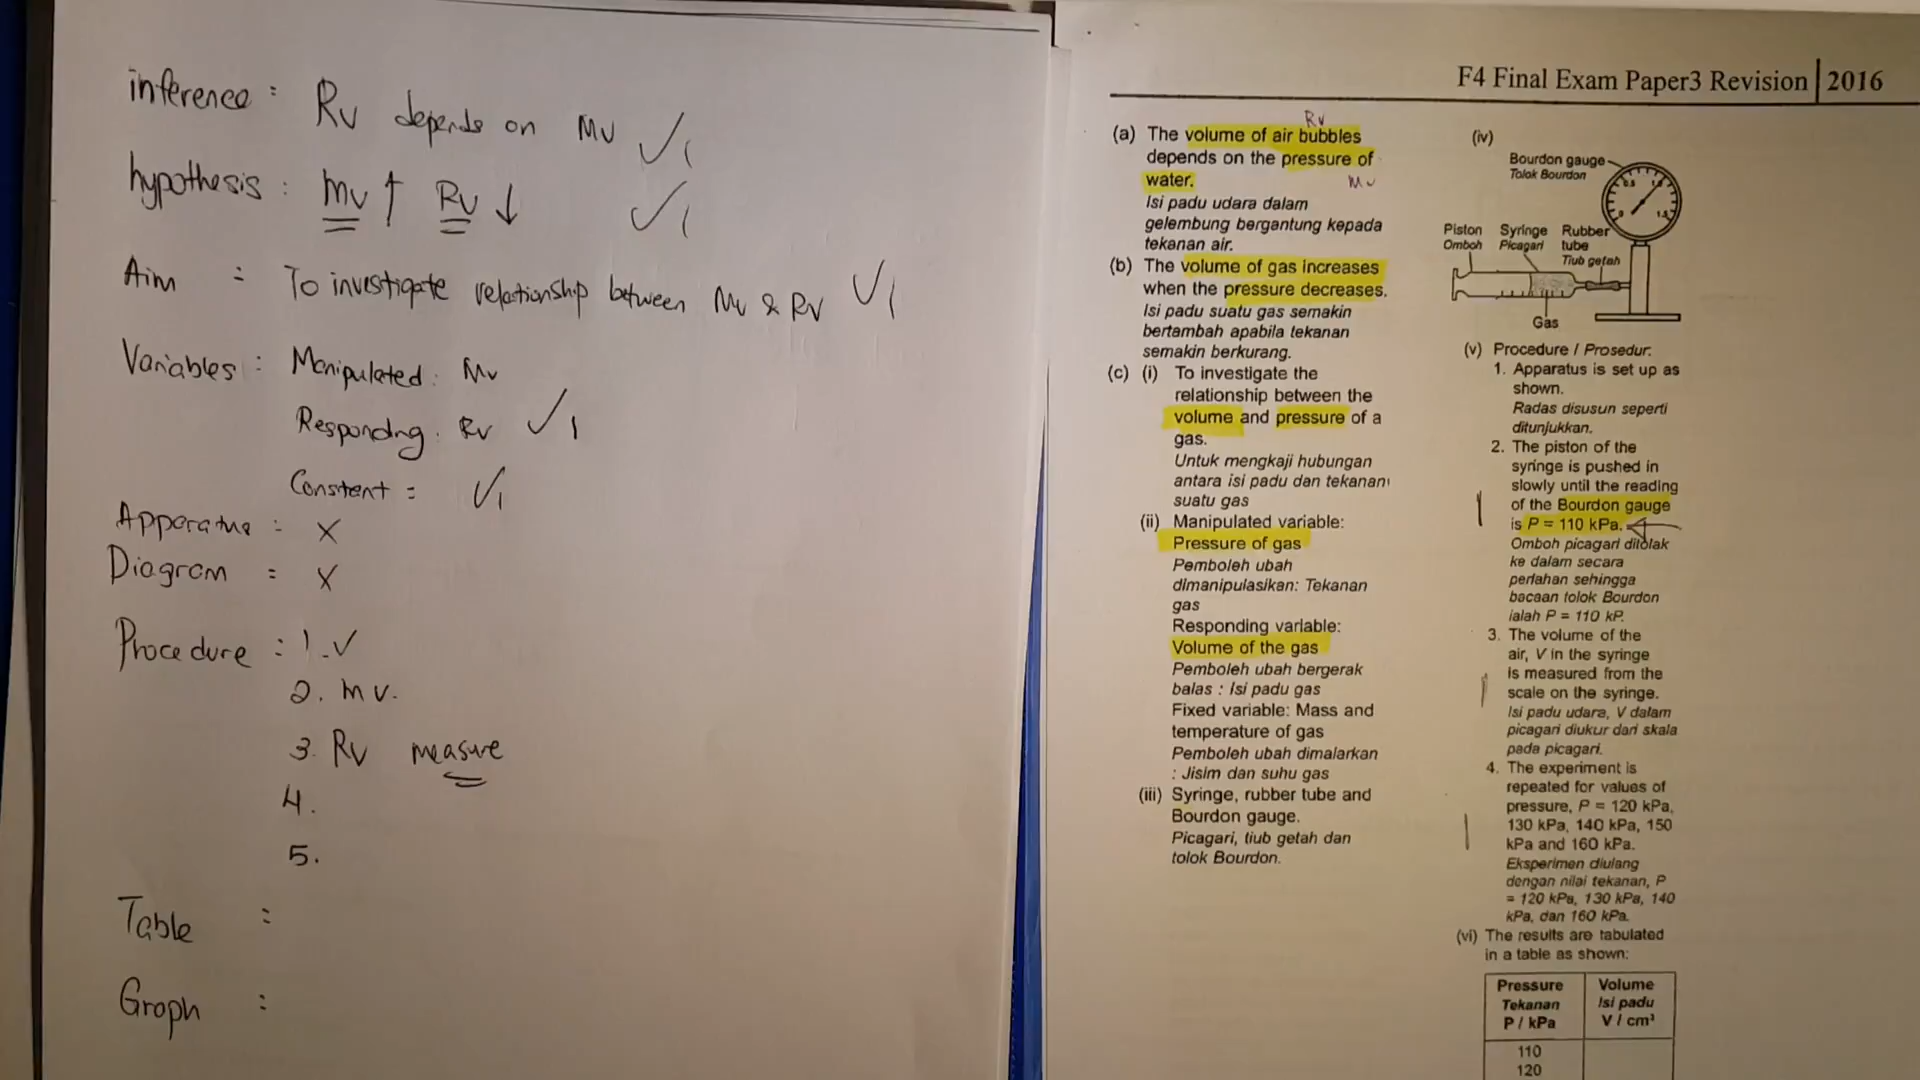 inference : Rv depends on Mv ✓1
hypothesis : Mv ↑ Rv ↓ ✓1
Aim : To investigate relationship between Mv & Rv ✓1
Variables : Manipulated : Mv
Responding : Rv ✓1
Constant = ✓1
Apparatus : X
Diagram = X
Procedure : 1. ✓
2. mv.
3. Rv measure
4.
5.
Table :
Graph :
F4 Final Exam Paper3 Revision | 2016
Rv
(a) The volume of air bubbles
depends on the pressure of
water. Mv
Isi padu udara dalam
gelembung bergantung kepada
tekanan air.
(b) The volume of gas increases
when the pressure decreases.
Isi padu suatu gas semakin
bertambah apabila tekanan
semakin berkurang.
(c) (i) To investigate the
relationship between the
volume and pressure of a
gas.
Untuk mengkaji hubungan
antara isi padu dan tekanan
suatu gas
(ii) Manipulated variable:
Pressure of gas
Pemboleh ubah
dimanipulasikan: Tekanan
gas
Responding variable:
Volume of the gas
Pemboleh ubah bergerak
balas : Isi padu gas
Fixed variable: Mass and
temperature of gas
Pemboleh ubah dimalarkan
: Jisim dan suhu gas
(iii) Syringe, rubber tube and
Bourdon gauge.
Picagari, tiub getah dan
tolok Bourdon.
(iv)
Bourdon gauge
Tolok Bourdon
0 0.5 1.0 1.5
Piston Syringe Rubber
Omboh Picagari tube
Tiub getah
Gas
(v) Procedure / Prosedur:
1. Apparatus is set up as
shown.
Radas disusun seperti
ditunjukkan.
2. The piston of the
syringe is pushed in
slowly until the reading
of the Bourdon gauge
is P = 110 kPa.
Omboh picagari ditolak
ke dalam secara
perlahan sehingga
bacaan tolok Bourdon
ialah P = 110 kP.
3. The volume of the
air, V in the syringe
is measured from the
scale on the syringe.
Isi padu udara, V dalam
picagari diukur dari skala
pada picagari.
4. The experiment is
repeated for values of
pressure, P = 120 kPa,
130 kPa, 140 kPa, 150
kPa and 160 kPa.
Eksperimen diulang
dengan nilai tekanan, P
= 120 kPa, 130 kPa, 140
kPa, dan 160 kPa.
(vi) The results are tabulated
in a table as shown:
Pressure Volume
Tekanan Isi padu
P / kPa V / cm³
110
120